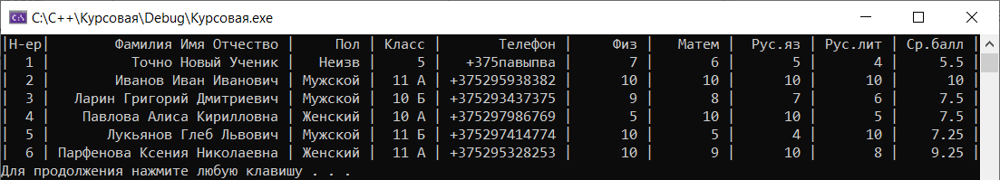 C:\C++\Курсовая\Debug\Курсовая.exe
|Н-ер| Фамилия Имя Отчество | Пол | Класс | Телефон | Физ | Матем | Рус.яз | Рус.лит | Ср.балл |
| 1 | Точно Новый Ученик | Неизв | 5 | +375павыпва | 7 | 6 | 5 | 4 | 5.5 |
| 2 | Иванов Иван Иванович | Мужской | 11 А | +375295938382 | 10 | 10 | 10 | 10 | 10 |
| 3 | Ларин Григорий Дмитриевич | Мужской | 10 Б | +375293437375 | 9 | 8 | 7 | 6 | 7.5 |
| 4 | Павлова Алиса Кирилловна | Женский | 10 А | +375297986769 | 5 | 10 | 10 | 5 | 7.5 |
| 5 | Лукьянов Глеб Львович | Мужской | 11 Б | +375297414774 | 10 | 5 | 4 | 10 | 7.25 |
| 6 | Парфенова Ксения Николаевна | Женский | 11 А | +375295328253 | 10 | 9 | 10 | 8 | 9.25 |
Для продолжения нажмите любую клавишу . . .